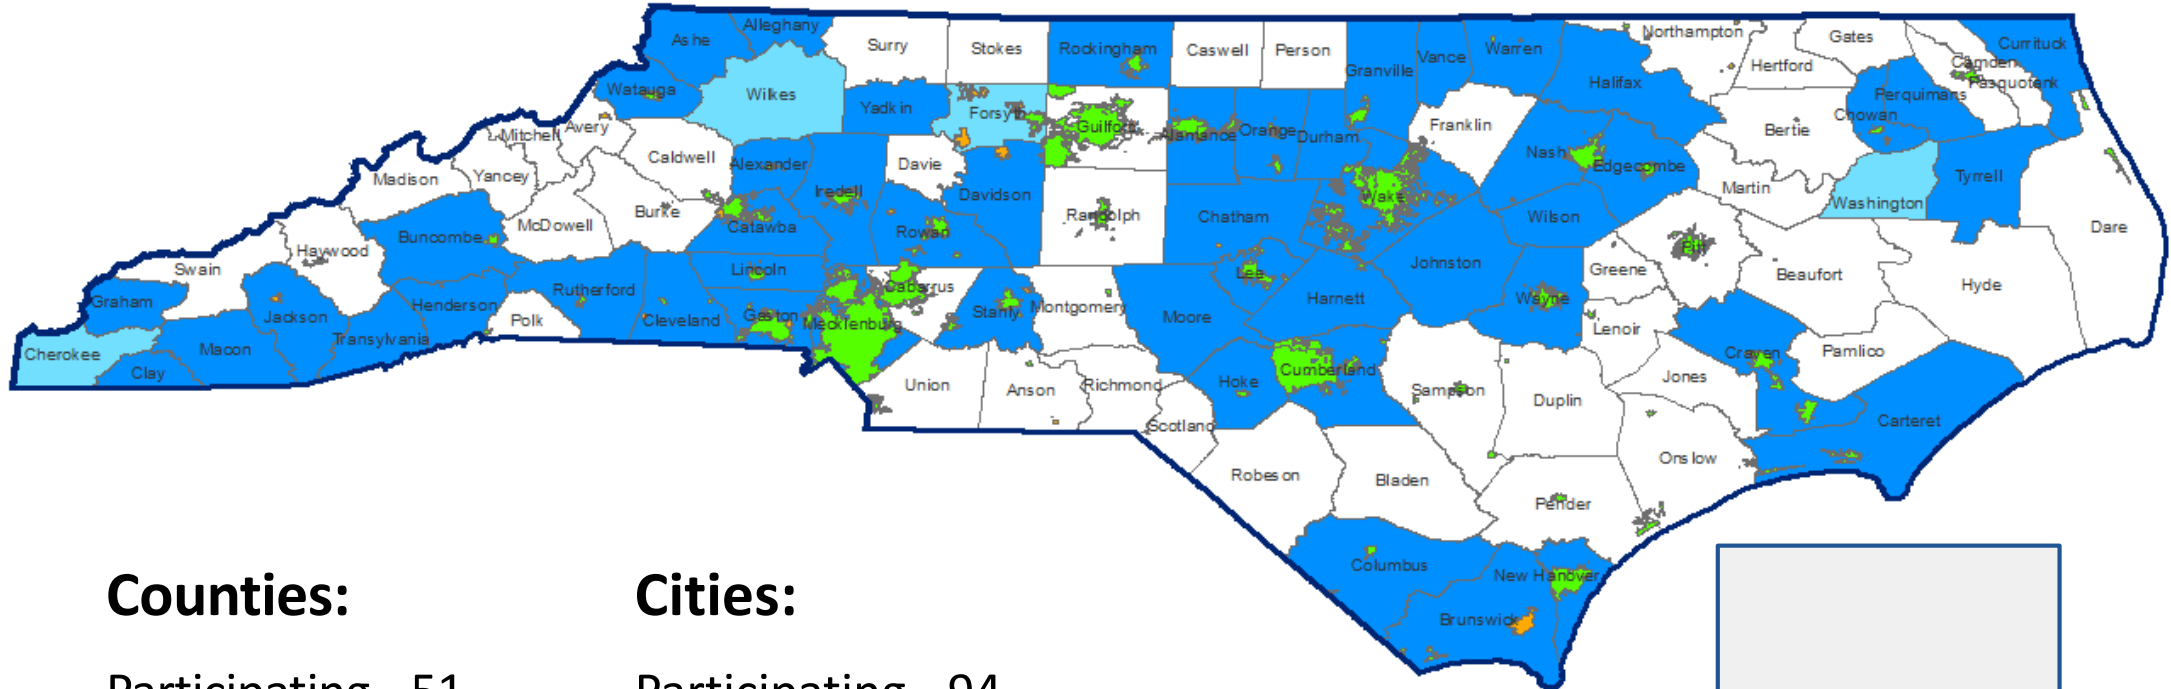 Alleghany
Ashe
Surry
Stokes
Rockingham
Caswell
Person
Granville
Vance
Warren
Northampton
Gates
Currituck
Halifax
Hertford
Camden
Pasquotank
Watauga
Wilkes
Yadkin
Forsyth
Guilford
Alamance
Orange
Durham
Franklin
Perquimans
Chowan
Bertie
Mitchell
Avery
Caldwell
Alexander
Iredell
Davie
Davidson
Nash
Edgecombe
Madison
Yancey
Martin
Tyrrell
Washington
McDowell
Burke
Catawba
Rowan
Randolph
Chatham
Wake
Wilson
Dare
Buncombe
Haywood
Swain
Lincoln
Cabarrus
Lee
Johnston
Greene
Pitt
Beaufort
Hyde
Graham
Jackson
Henderson
Rutherford
Polk
Cleveland
Gaston
Mecklenburg
Stanly
Montgomery
Moore
Harnett
Wayne
Lenoir
Transylvania
Macon
Cherokee
Clay
Union
Anson
Richmond
Hoke
Cumberland
Sampson
Duplin
Jones
Craven
Pamlico
Carteret
Scotland
Robeson
Bladen
Pender
Onslow
Columbus
New Hanover
Brunswick
Counties: Cities:
Participating - 51 Participating - 94